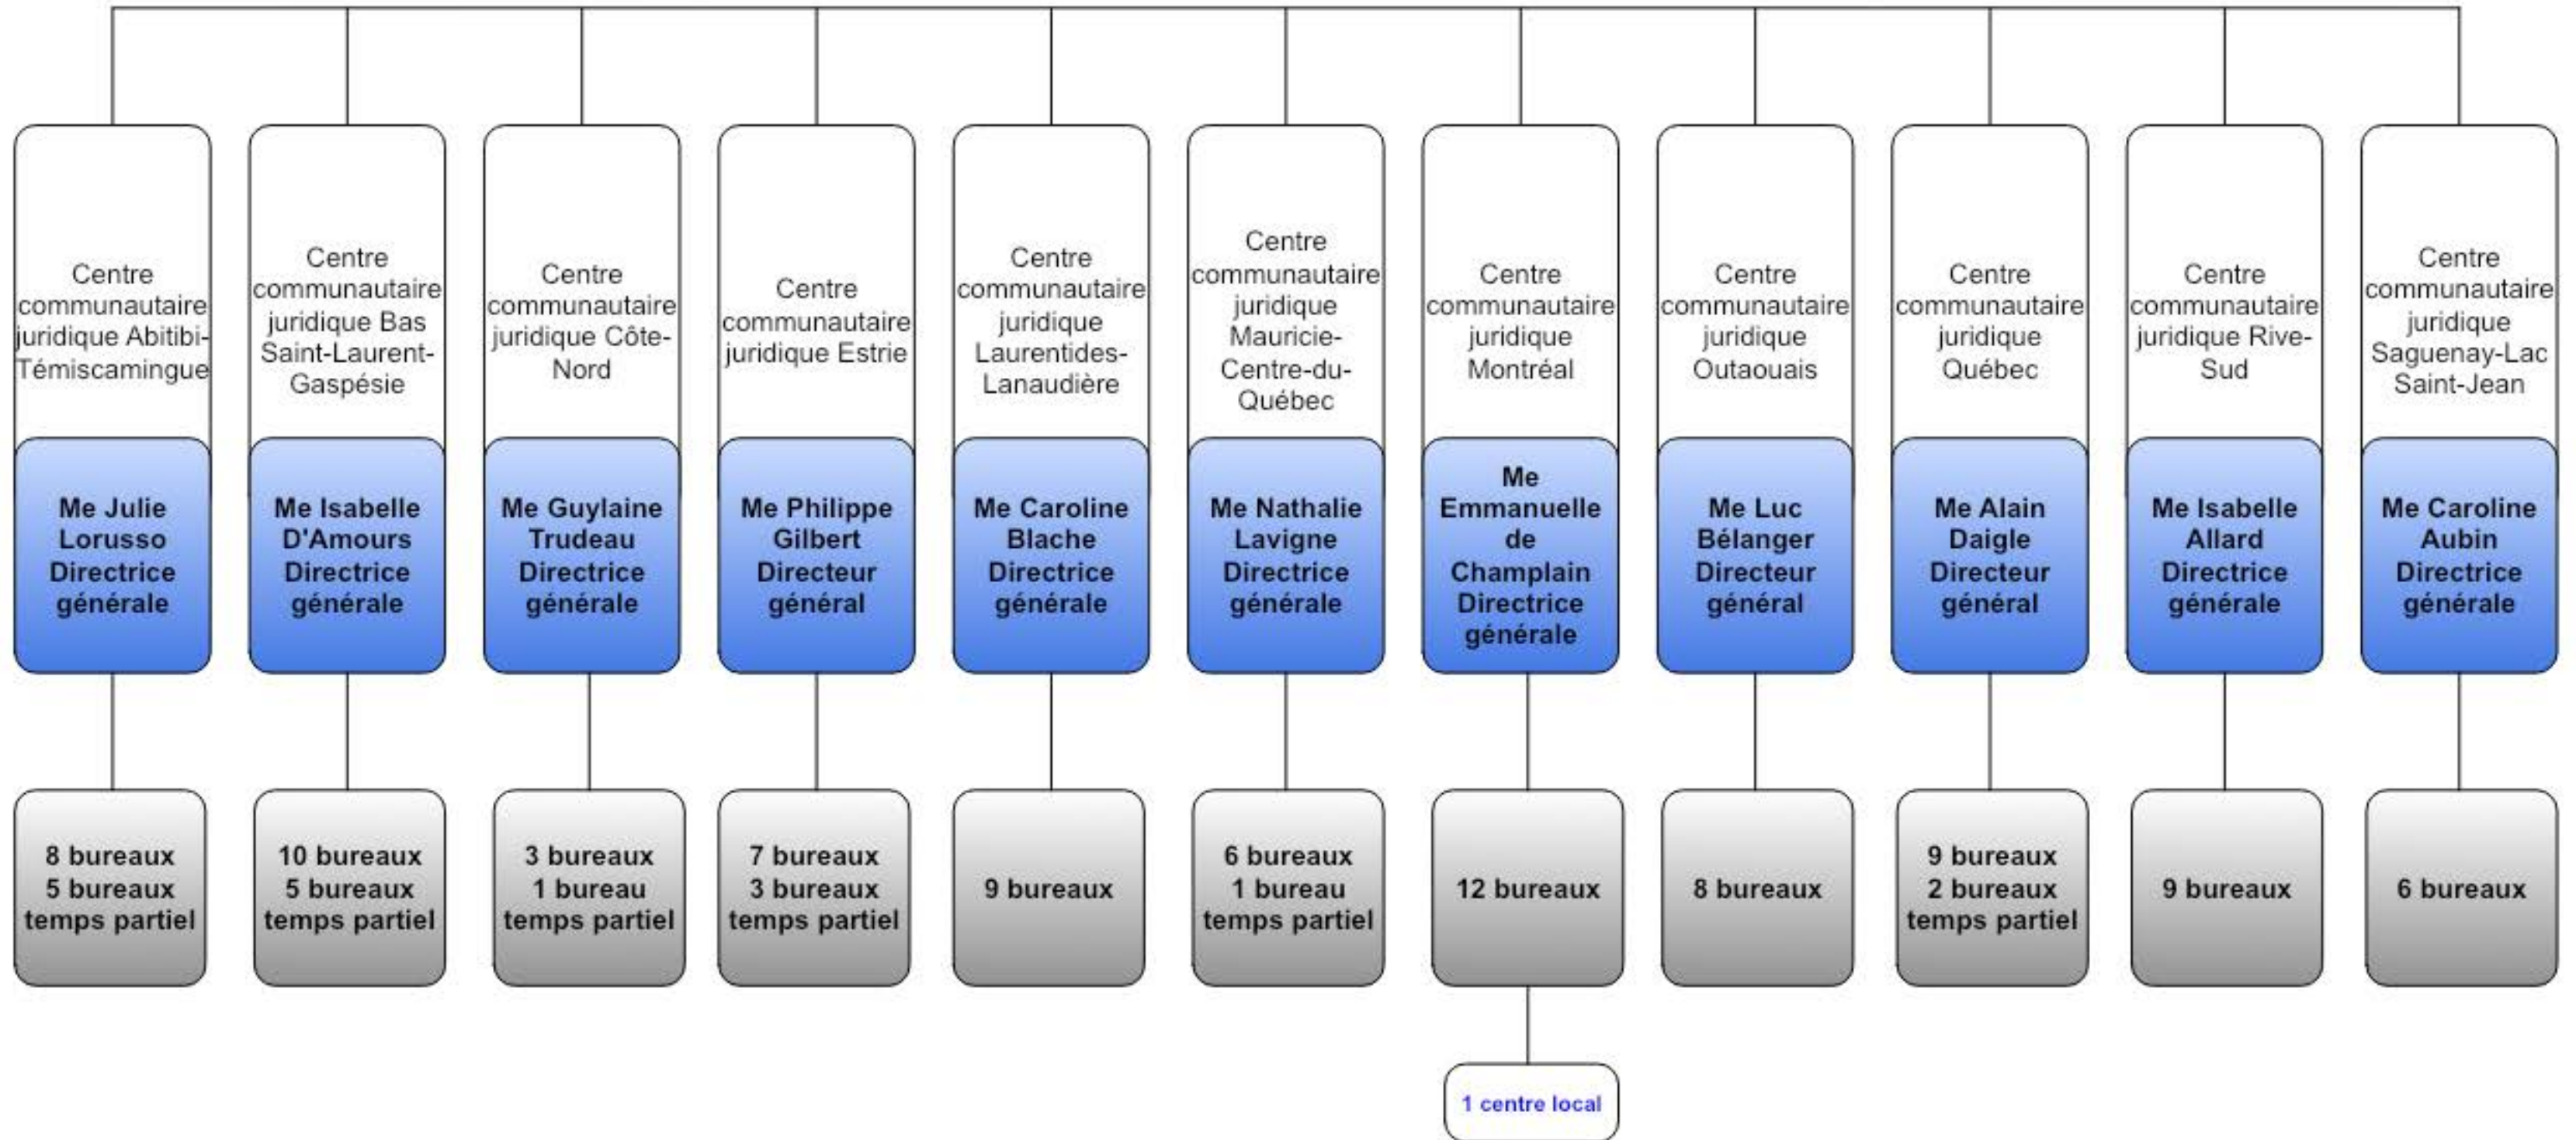 Centre
communautaire
juridique Abitibi-
Témiscamingue
Centre
communautaire
juridique Bas
Saint-Laurent-
Gaspésie
Centre
communautaire
juridique Côte-
Nord
Centre
communautaire
juridique Estrie
Centre
communautaire
juridique
Laurentides-
Lanaudière
Centre
communautaire
juridique
Mauricie-
Centre-du-
Québec
Centre
communautaire
juridique
Montréal
Centre
communautaire
juridique
Outaouais
Centre
communautaire
juridique
Québec
Centre
communautaire
juridique Rive-
Sud
Centre
communautaire
juridique
Saguenay-Lac
Saint-Jean
Me Julie
Lorusso
Directrice
générale
Me Isabelle
D'Amours
Directrice
générale
Me Guylaine
Trudeau
Directrice
générale
Me Philippe
Gilbert
Directeur
général
Me Caroline
Blache
Directrice
générale
Me Nathalie
Lavigne
Directrice
générale
Me
Emmanuelle
de
Champlain
Directrice
générale
Me Luc
Bélanger
Directeur
général
Me Alain
Daigle
Directeur
général
Me Isabelle
Allard
Directrice
générale
Me Caroline
Aubin
Directrice
générale
8 bureaux
5 bureaux
temps partiel
10 bureaux
5 bureaux
temps partiel
3 bureaux
1 bureau
temps partiel
7 bureaux
3 bureaux
temps partiel
9 bureaux
6 bureaux
1 bureau
temps partiel
12 bureaux
8 bureaux
9 bureaux
2 bureaux
temps partiel
9 bureaux
6 bureaux
1 centre local